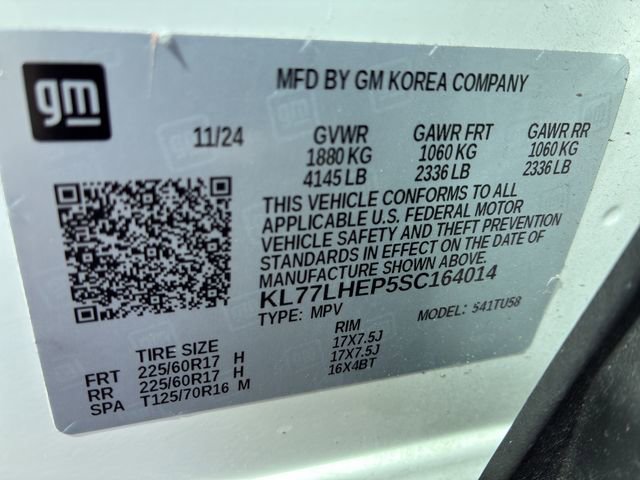 gm
MFD BY GM KOREA COMPANY
11/24 GVWR GAWR FRT GAWR RR
1880 KG 1060 KG 1060 KG
4145 LB 2336 LB 2336 LB
THIS VEHICLE CONFORMS TO ALL
APPLICABLE U.S. FEDERAL MOTOR
VEHICLE SAFETY AND THEFT PREVENTION
STANDARDS IN EFFECT ON THE DATE OF
MANUFACTURE SHOWN ABOVE.
KL77LHEP5SC164014
TYPE: MPV MODEL: 541TU58
TIRE SIZE RIM
FRT 225/60R17 H 17X7.5J
RR 225/60R17 H 17X7.5J
SPA T125/70R16 M 16X4BT